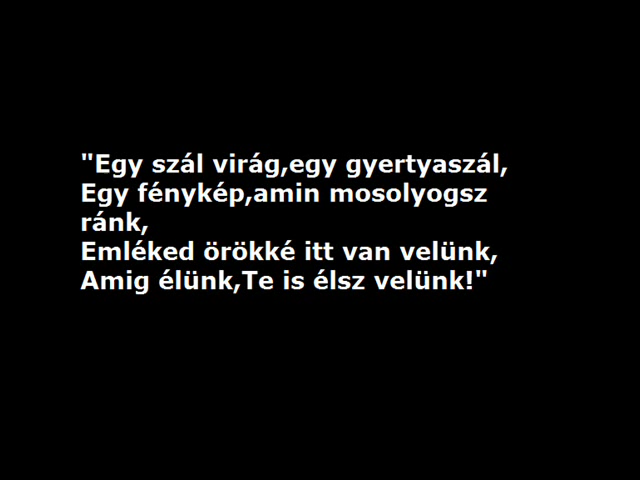 "Egy szál virág,egy gyertyaszál,
Egy fénykép,amin mosolyogsz
ránk,
Emléked örökké itt van velünk,
Amig élünk,Te is élsz velünk!"